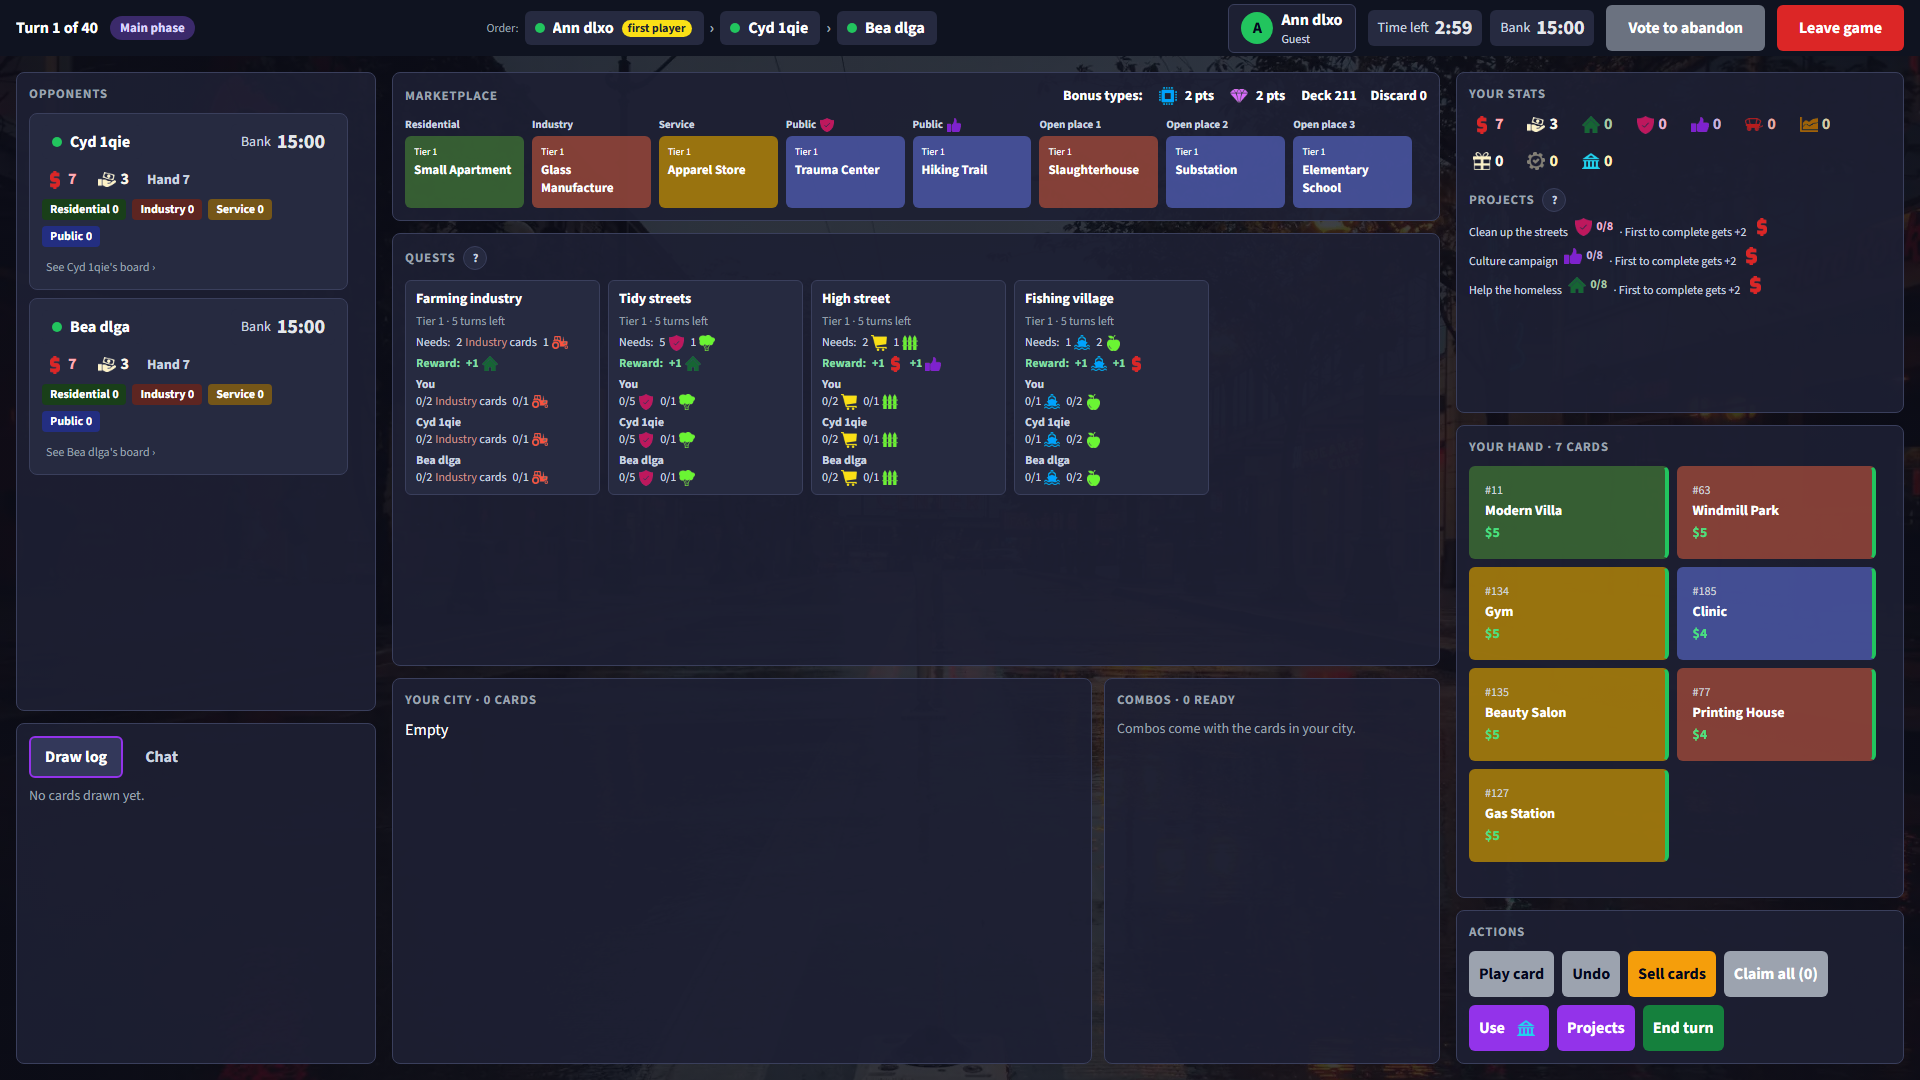 Turn 1 of 40 Main phase
Order: Ann dlxo first player › Cyd 1qie › Bea dlga
A Ann dlxo
Guest
Time left 2:59
Bank 15:00
Vote to abandon
Leave game
OPPONENTS
Cyd 1qie Bank 15:00
7 3 Hand 7
Residential 0 Industry 0 Service 0
Public 0
See Cyd 1qie's board ›
Bea dlga Bank 15:00
7 3 Hand 7
Residential 0 Industry 0 Service 0
Public 0
See Bea dlga's board ›
Draw log Chat
No cards drawn yet.
MARKETPLACE Bonus types: 2 pts 2 pts Deck 211 Discard 0
Residential Industry Service Public Public Open place 1 Open place 2 Open place 3
Tier 1
Small Apartment
Tier 1
Glass
Manufacture
Tier 1
Apparel Store
Tier 1
Trauma Center
Tier 1
Hiking Trail
Tier 1
Slaughterhouse
Tier 1
Substation
Tier 1
Elementary
School
QUESTS ?
Farming industry
Tier 1 · 5 turns left
Needs: 2 Industry cards 1
Reward: +1
You
0/2 Industry cards 0/1
Cyd 1qie
0/2 Industry cards 0/1
Bea dlga
0/2 Industry cards 0/1
Tidy streets
Tier 1 · 5 turns left
Needs: 5 1
Reward: +1
You
0/5 0/1
Cyd 1qie
0/5 0/1
Bea dlga
0/5 0/1
High street
Tier 1 · 5 turns left
Needs: 2 1
Reward: +1 +1
You
0/2 0/1
Cyd 1qie
0/2 0/1
Bea dlga
0/2 0/1
Fishing village
Tier 1 · 5 turns left
Needs: 1 2
Reward: +1 +1
You
0/1 0/2
Cyd 1qie
0/1 0/2
Bea dlga
0/1 0/2
YOUR CITY · 0 CARDS
Empty
COMBOS · 0 READY
Combos come with the cards in your city.
YOUR STATS
7 3 0 0 0 0 0
0 0 0
PROJECTS ?
Clean up the streets 0/8 · First to complete gets +2
Culture campaign 0/8 · First to complete gets +2
Help the homeless 0/8 · First to complete gets +2
YOUR HAND · 7 CARDS
#11
Modern Villa
$5
#63
Windmill Park
$5
#134
Gym
$5
#185
Clinic
$4
#135
Beauty Salon
$5
#77
Printing House
$4
#127
Gas Station
$5
ACTIONS
Play card Undo Sell cards Claim all (0)
Use Projects End turn